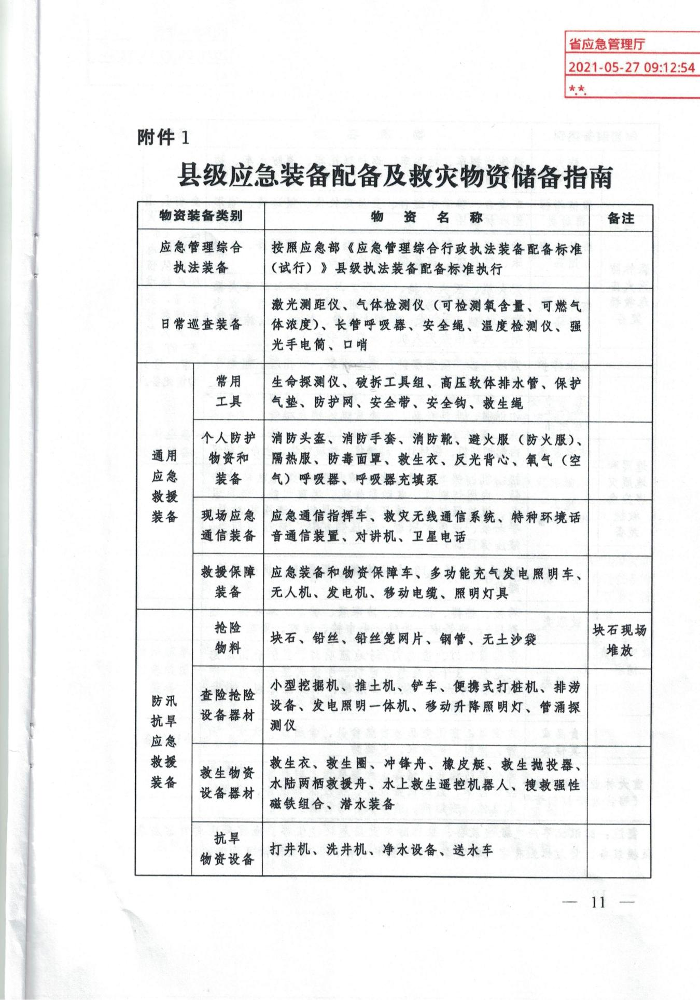 省应急管理厅
2021-05-27 09:12:54
*.*.
附件 1
县级应急装备配备及救灾物资储备指南
物资装备类别
物 资 名 称
备注
应急管理综合
执法装备
按照应急部《应急管理综合行政执法装备配备标准
（试行）》县级执法装备配备标准执行
日常巡查装备
激光测距仪、气体检测仪（可检测氧含量、可燃气
体浓度）、长管呼吸器、安全绳、温度检测仪、强
光手电筒、口哨
通用
应急
救援
装备
常用
工具
生命探测仪、破拆工具组、高压软体排水管、保护
气垫、防护网、安全带、安全钩、救生绳
个人防护
物资和
装备
消防头盔、消防手套、消防靴、避火服（防火服）、
隔热服、防毒面罩、救生衣、反光背心、氧气（空
气）呼吸器、呼吸器充填泵
现场应急
通信装备
应急通信指挥车、救灾无线通信系统、特种环境话
音通信装置、对讲机、卫星电话
救援保障
装备
应急装备和物资保障车、多功能充气发电照明车、
无人机、发电机、移动电缆、照明灯具
防汛
抗旱
应急
救援
装备
抢险
物料
块石、铅丝、铅丝笼网片、钢管、无土沙袋
块石现场
堆放
查险抢险
设备器材
小型挖掘机、推土机、铲车、便携式打桩机、排涝
设备、发电照明一体机、移动升降照明灯、管涌探
测仪
救生物资
设备器材
救生衣、救生圈、冲锋舟、橡皮艇、救生抛投器、
水陆两栖救援舟、水上救生遥控机器人、搜救强性
磁铁组合、潜水装备
抗旱
物资设备
打井机、洗井机、净水设备、送水车
— 11 —